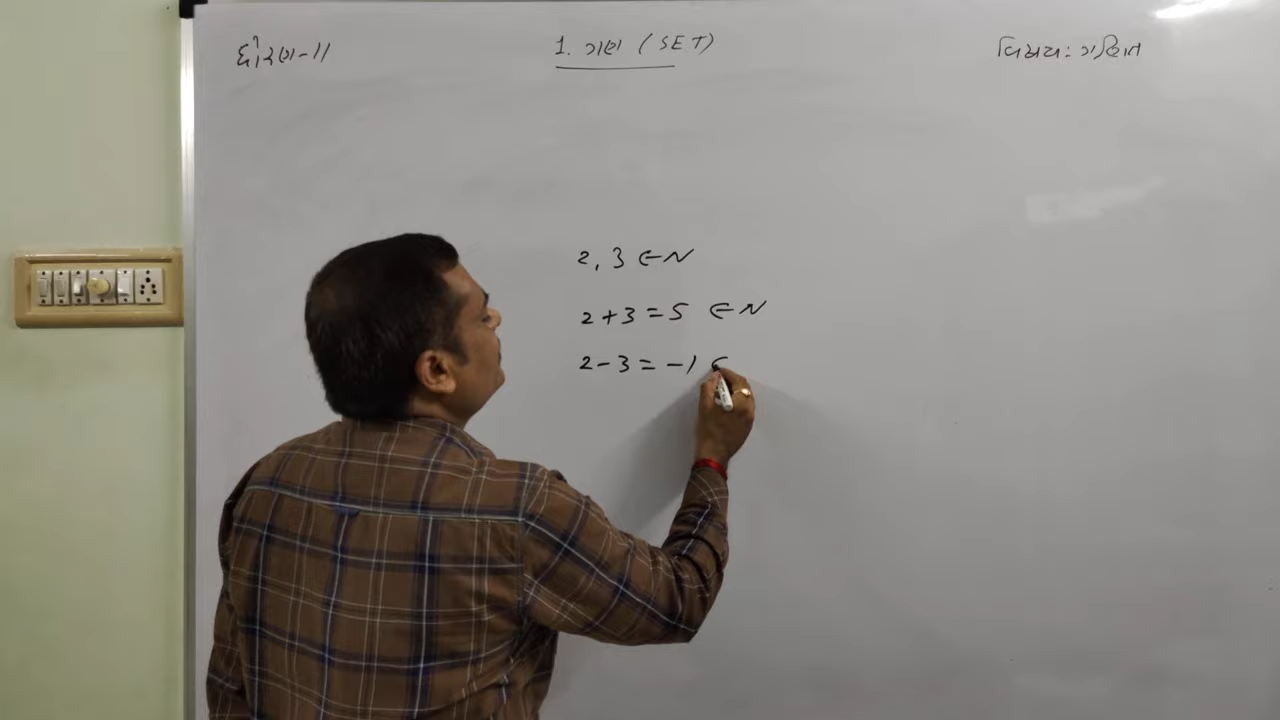 ધોરણ-11
1. ગણ (SET)
વિષય: ગણિત
2, 3 ∈ N
2+3=5 ∈ N
2-3=-1 ∈